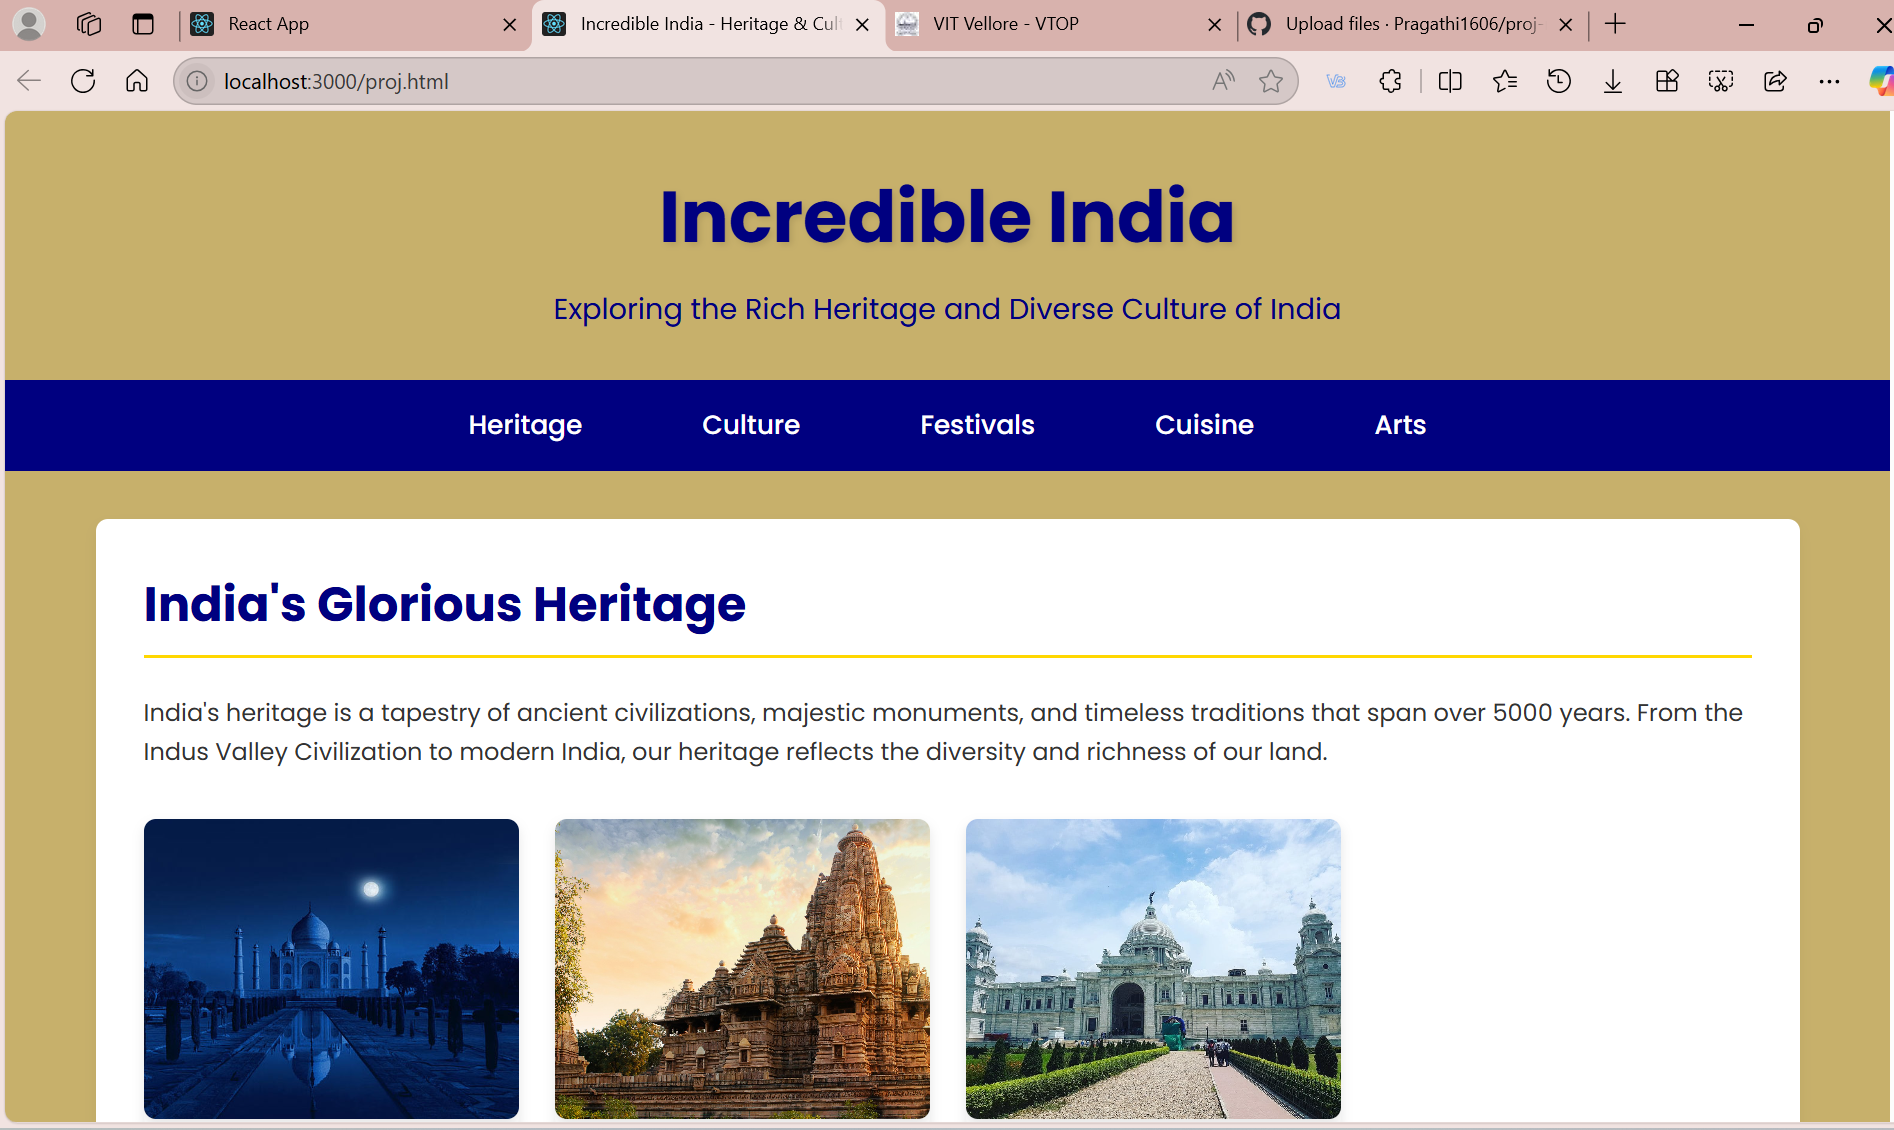 React App
Incredible India - Heritage & Cult
VIT Vellore - VTOP
Upload files · Pragathi1606/proj-
localhost:3000/proj.html
Incredible India
Exploring the Rich Heritage and Diverse Culture of India
Heritage Culture Festivals Cuisine Arts
India's Glorious Heritage
India's heritage is a tapestry of ancient civilizations, majestic monuments, and timeless traditions that span over 5000 years. From the
Indus Valley Civilization to modern India, our heritage reflects the diversity and richness of our land.